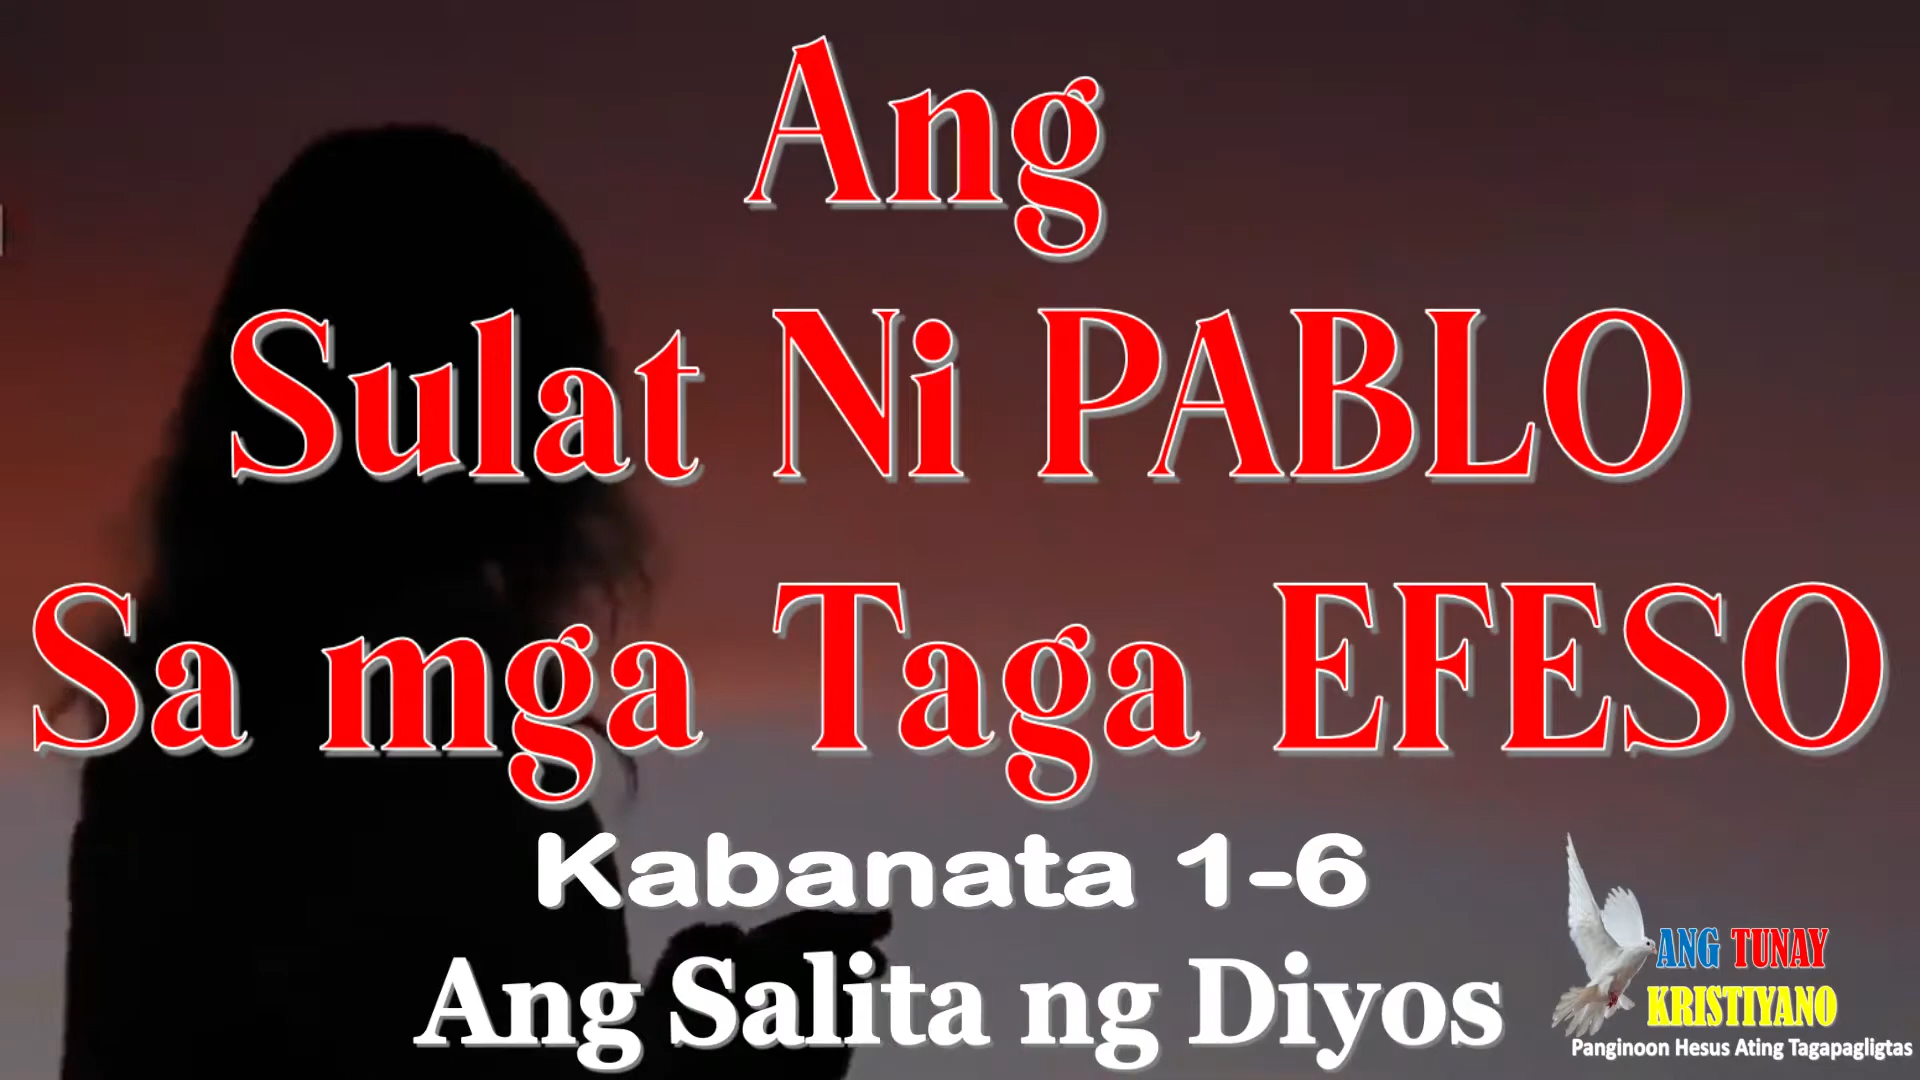 Ang
Sulat Ni PABLO
Sa mga Taga EFESO
Kabanata 1-6
Ang Salita ng Diyos
ANG TUNAY
KRISTIYANO
Panginoon Hesus Ating Tagapagligtas